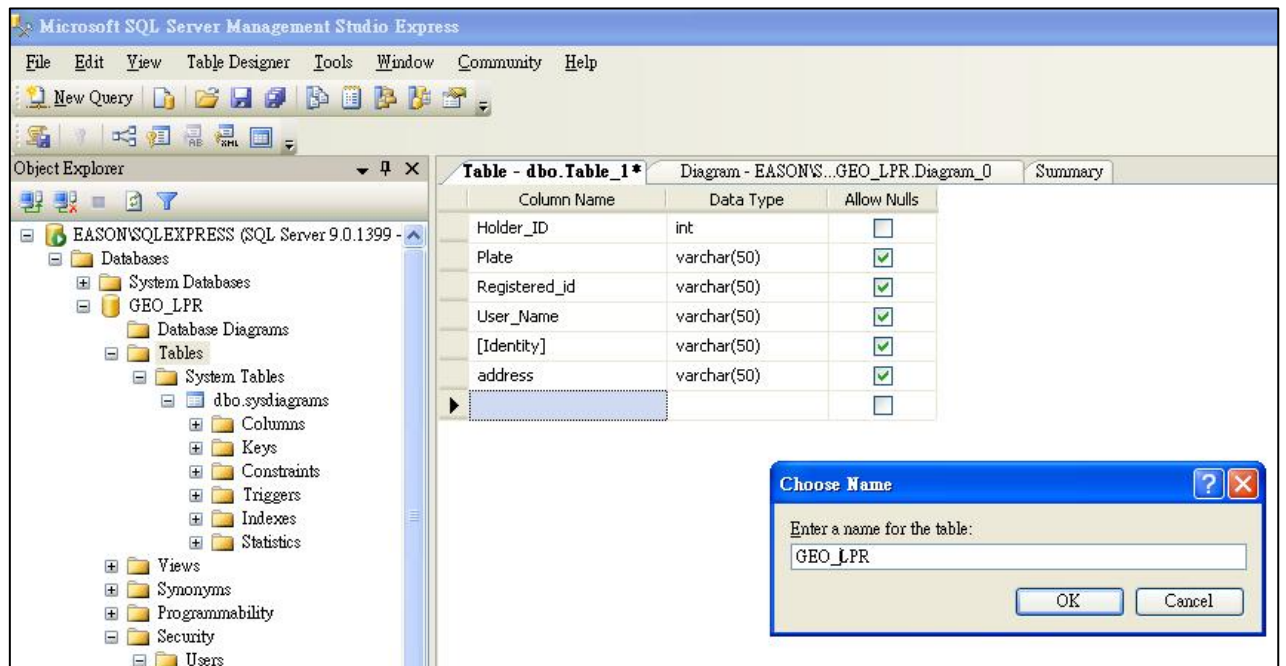 Microsoft SQL Server Management Studio Express
File Edit View Table Designer Tools Window Community Help
New Query
Object Explorer
Table - dbo.Table_1* Diagram - EASON\S...GEO_LPR.Diagram_0 Summary
Column Name Data Type Allow Nulls
Holder_ID int
Plate varchar(50)
Registered_id varchar(50)
User_Name varchar(50)
[Identity] varchar(50)
address varchar(50)
EASON\SQLEXPRESS (SQL Server 9.0.1399 -
Databases
System Databases
GEO_LPR
Database Diagrams
Tables
System Tables
dbo.sysdiagrams
Columns
Keys
Constraints
Triggers
Indexes
Statistics
Views
Synonyms
Programmability
Security
Users
Choose Name
Enter a name for the table:
GEO_LPR
OK Cancel